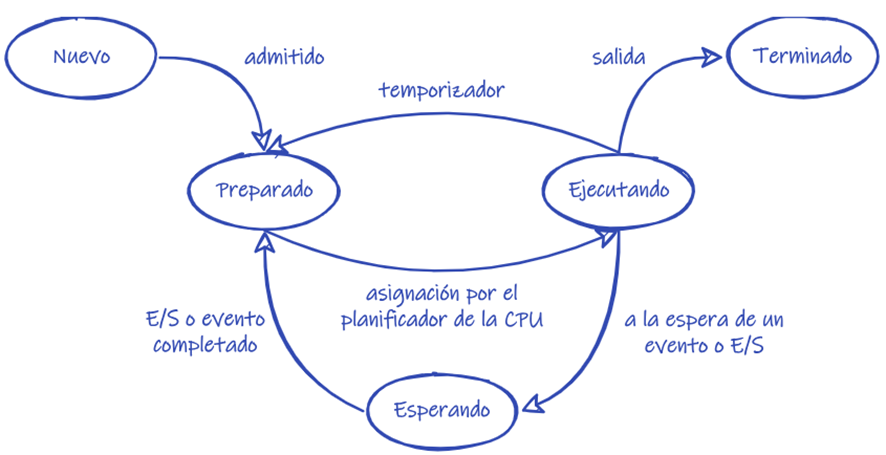 Nuevo
admitido
salida
Terminado
temporizador
Preparado
Ejecutando
asignación por el
planificador de la CPU
E/S o evento
completado
a la espera de un
evento o E/S
Esperando